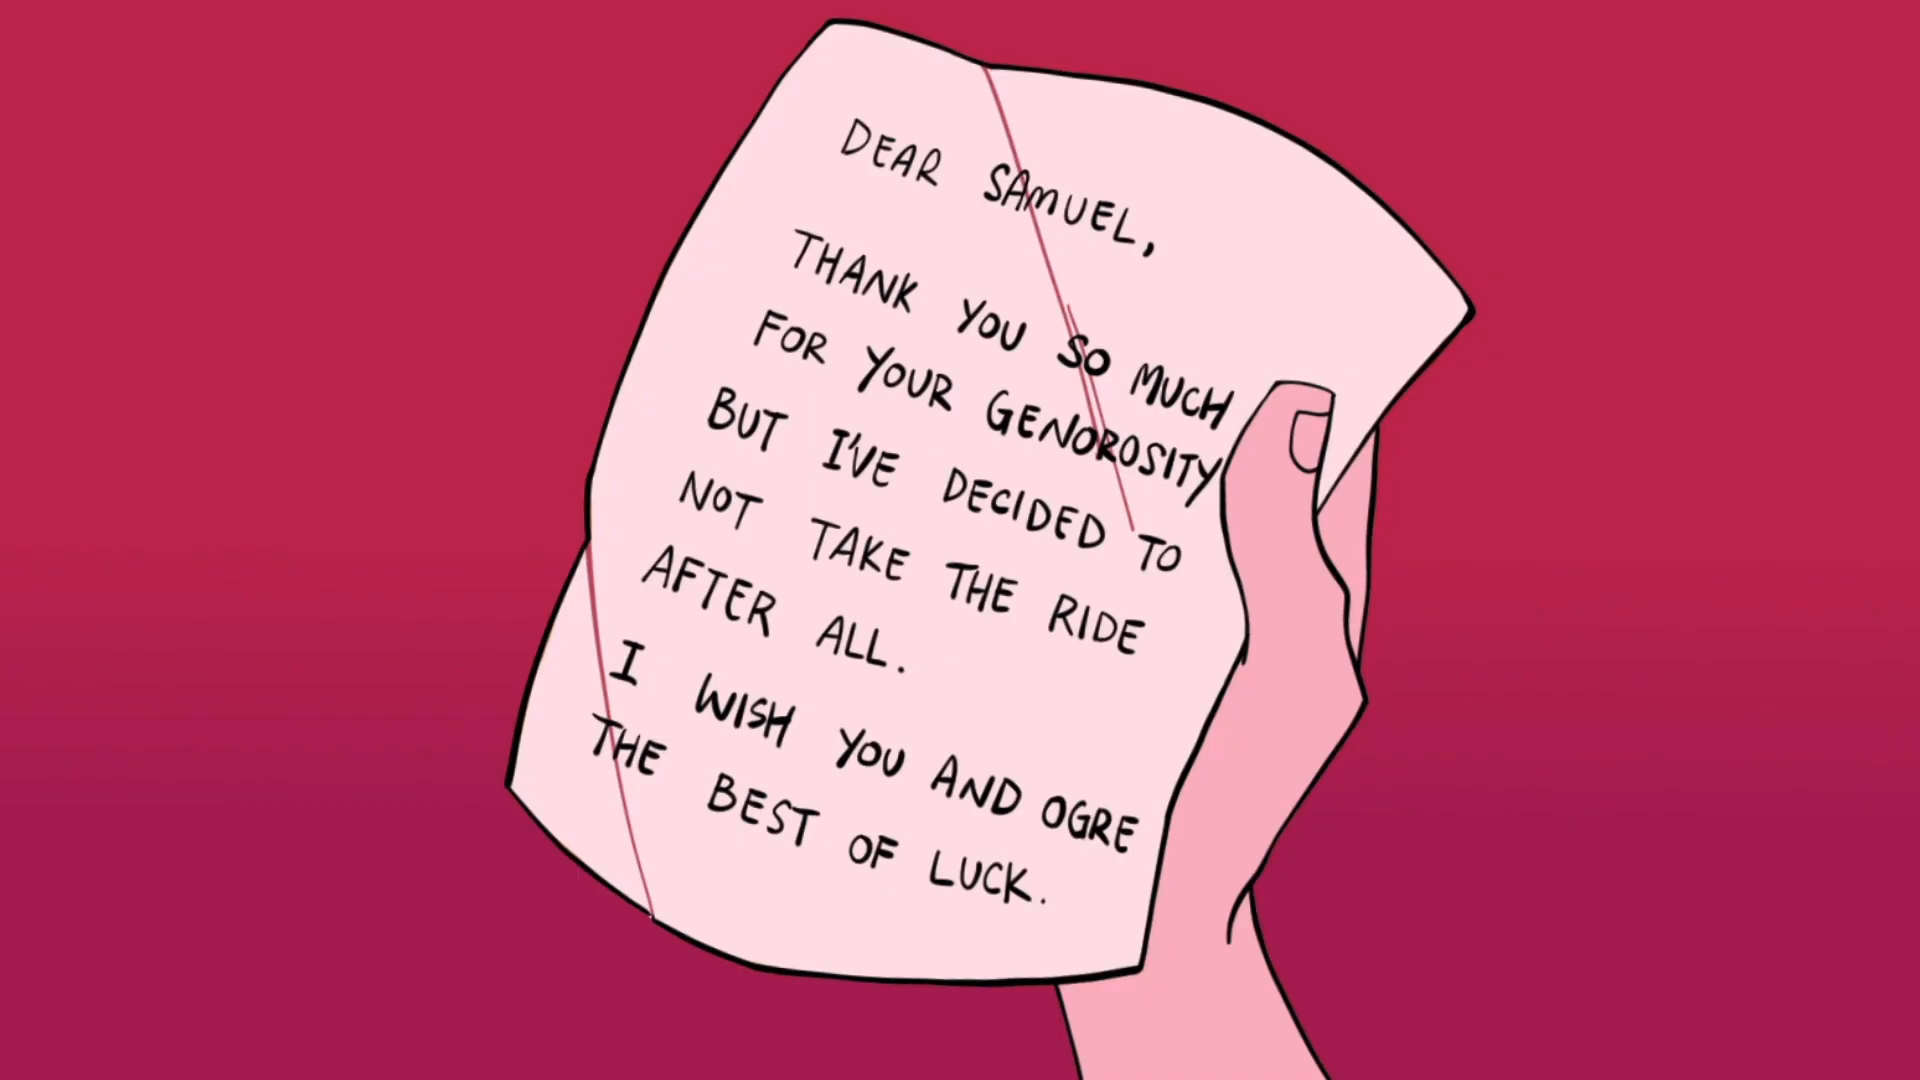 DEAR SAMUEL,
THANK YOU SO MUCH
FOR YOUR GENOROSITY
BUT I'VE DECIDED TO
NOT TAKE THE RIDE
AFTER ALL.
I WISH YOU AND OGRE
THE BEST OF LUCK.